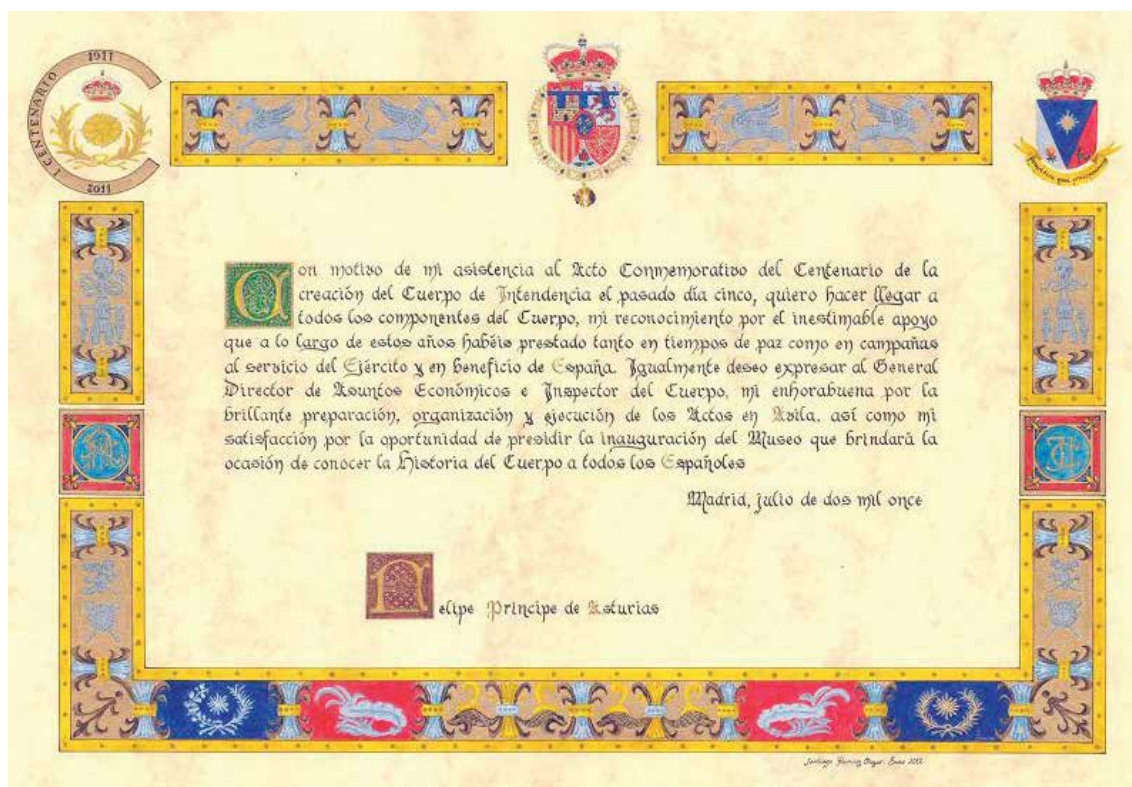 I CENTENARIO 1911
2011
Con motivo de mi asistencia al Acto Conmemorativo del Centenario de la
creación del Cuerpo de Intendencia el pasado día cinco, quiero hacer llegar a
todos los componentes del Cuerpo, mi reconocimiento por el inestimable apoyo
que a lo largo de estos años habéis prestado tanto en tiempos de paz como en campañas
al servicio del Ejército y en beneficio de España. Igualmente deseo expresar al General
Director de Asuntos Económicos e Inspector del Cuerpo, mi enhorabuena por la
brillante preparación, organización y ejecución de los Actos en Avila, así como mi
satisfacción por la oportunidad de presidir la inauguración del Museo que brindará la
ocasión de conocer la Historia del Cuerpo a todos los Españoles
Madrid, julio de dos mil once
Felipe Príncipe de Asturias
Santiago